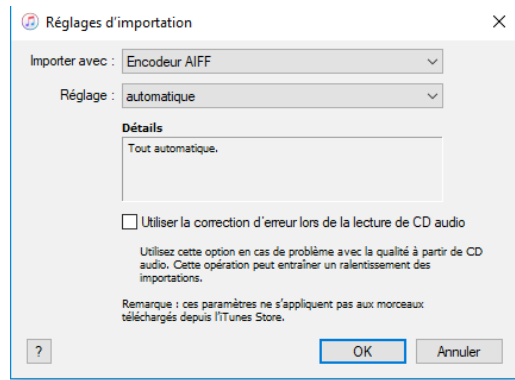 Réglages d'importation
Importer avec : Encodeur AIFF
Réglage : automatique
Détails
Tout automatique.
Utiliser la correction d'erreur lors de la lecture de CD audio
Utilisez cette option en cas de problème avec la qualité à partir de CD
audio. Cette opération peut entraîner un ralentissement des
importations.
Remarque : ces paramètres ne s'appliquent pas aux morceaux
téléchargés depuis l'iTunes Store.
? OK Annuler